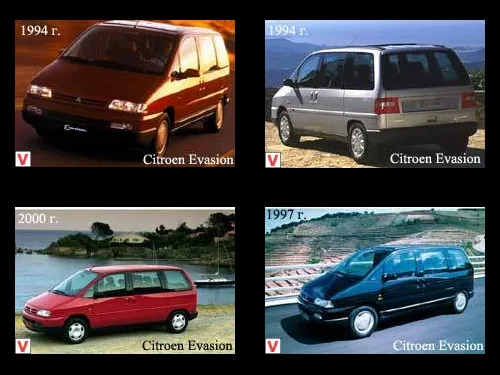 1994 г.
V
Citroen Evasion
1994 г.
V
Citroen Evasion
2000 г.
V
Citroen Evasion
1997 г.
V
Citroen Evasion